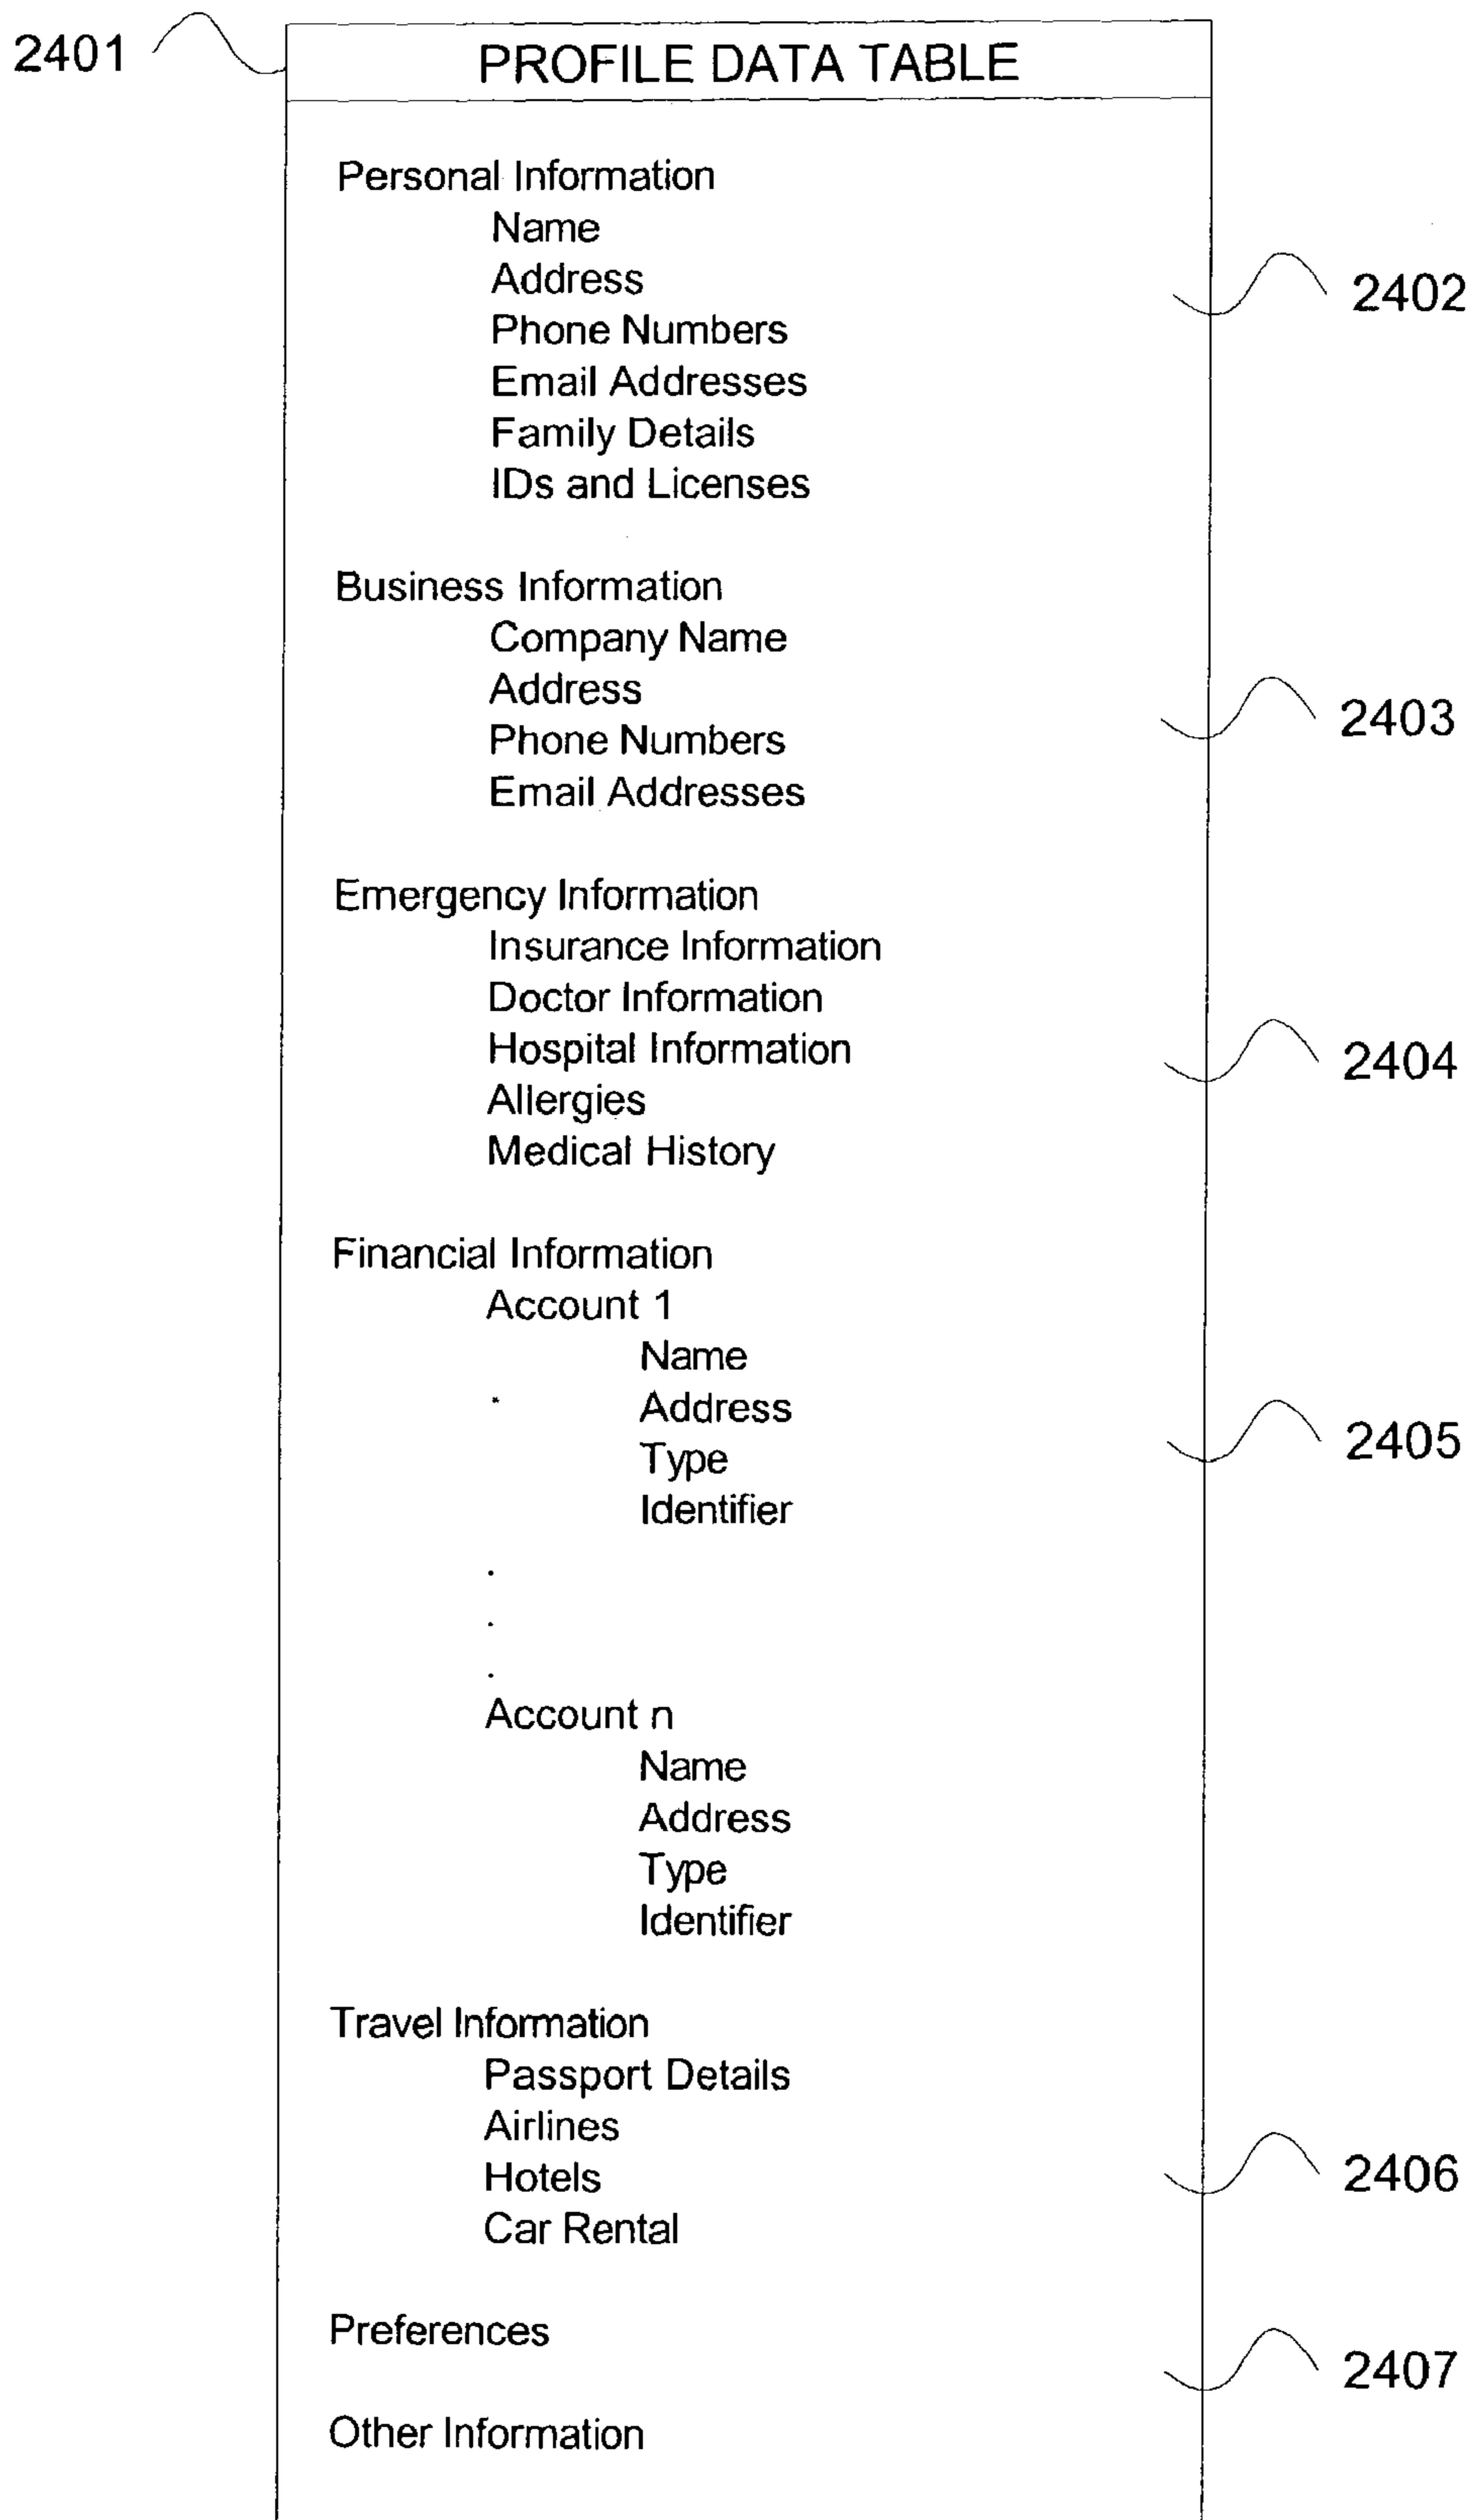 2401
PROFILE DATA TABLE
Personal Information
Name
Address
2402
Phone Numbers
Email Addresses
Family Details
IDs and Licenses
Business Information
Company Name
Address
2403
Phone Numbers
Email Addresses
Emergency Information
Insurance Information
Doctor Information
Hospital Information
2404
Allergies
Medical History
Financial Information
Account 1
Name
Address
2405
Type
Identifier
.
.
.
Account n
Name
Address
Type
Identifier
Travel Information
Passport Details
Airlines
Hotels
2406
Car Rental
Preferences
2407
Other Information